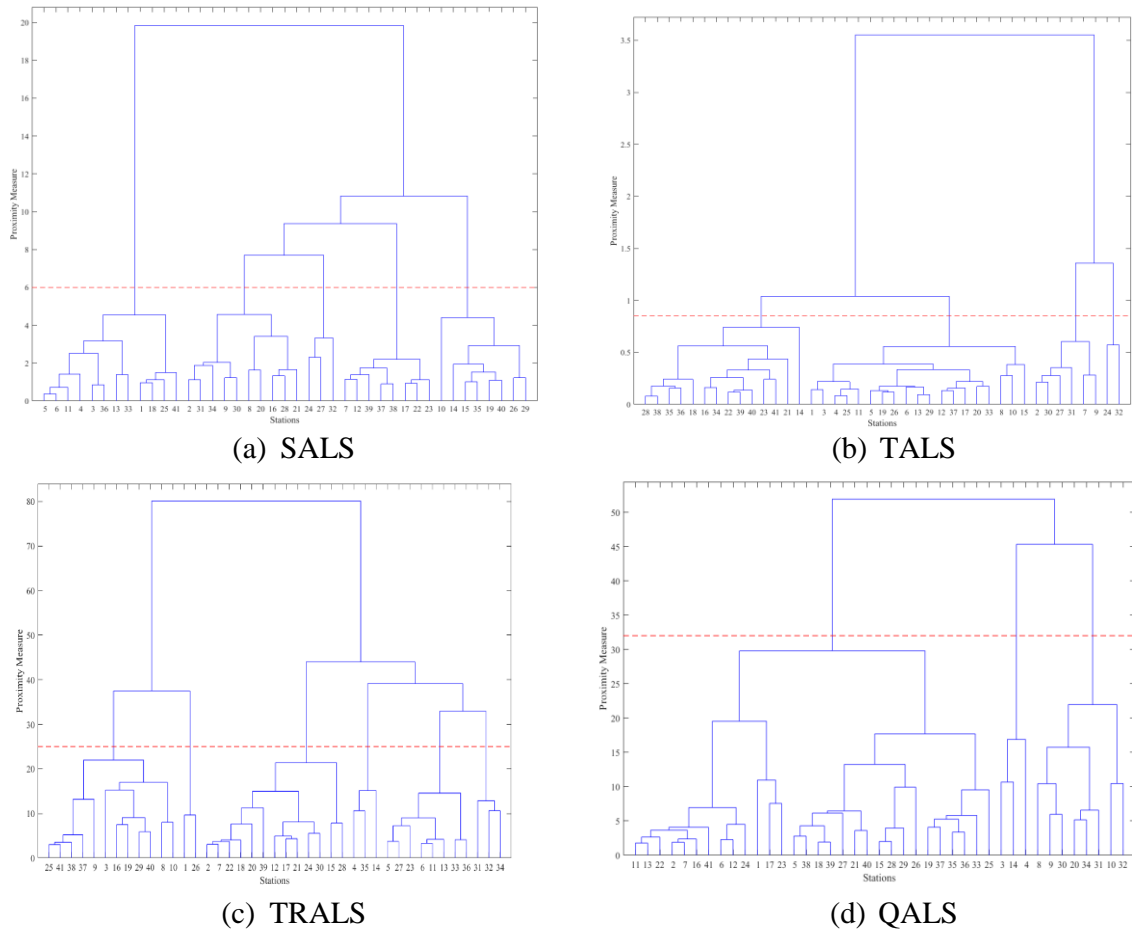 20
18
16
14
12
10
8
6
4
2
0
Proximity Measure
5 6 11 4 3 36 13 33 1 18 25 41 2 31 34 9 30 8 20 16 28 21 24 27 32 7 12 39 37 38 17 22 23 10 14 15 35 19 40 26 29
Stations
(a) SALS
3.5
3
2.5
2
1.5
1
0.5
0
Proximity Measure
28 38 35 36 18 16 34 22 39 40 23 41 21 14 1 3 4 25 11 5 19 26 6 13 29 12 37 17 20 33 8 10 15 2 30 27 31 7 9 24 32
Stations
(b) TALS
80
70
60
50
40
30
20
10
0
Proximity Measure
25 41 38 37 9 3 16 19 29 40 8 10 1 26 2 7 22 18 20 39 12 17 21 24 30 15 28 4 35 14 5 27 23 6 11 13 33 36 31 32 34
Stations
(c) TRALS
50
45
40
35
30
25
20
15
10
5
0
Proximity Measure
11 13 22 2 7 16 41 6 12 24 1 17 23 5 38 18 39 27 21 40 15 28 29 26 19 37 35 36 33 25 3 14 4 8 9 30 20 34 31 10 32
Stations
(d) QALS